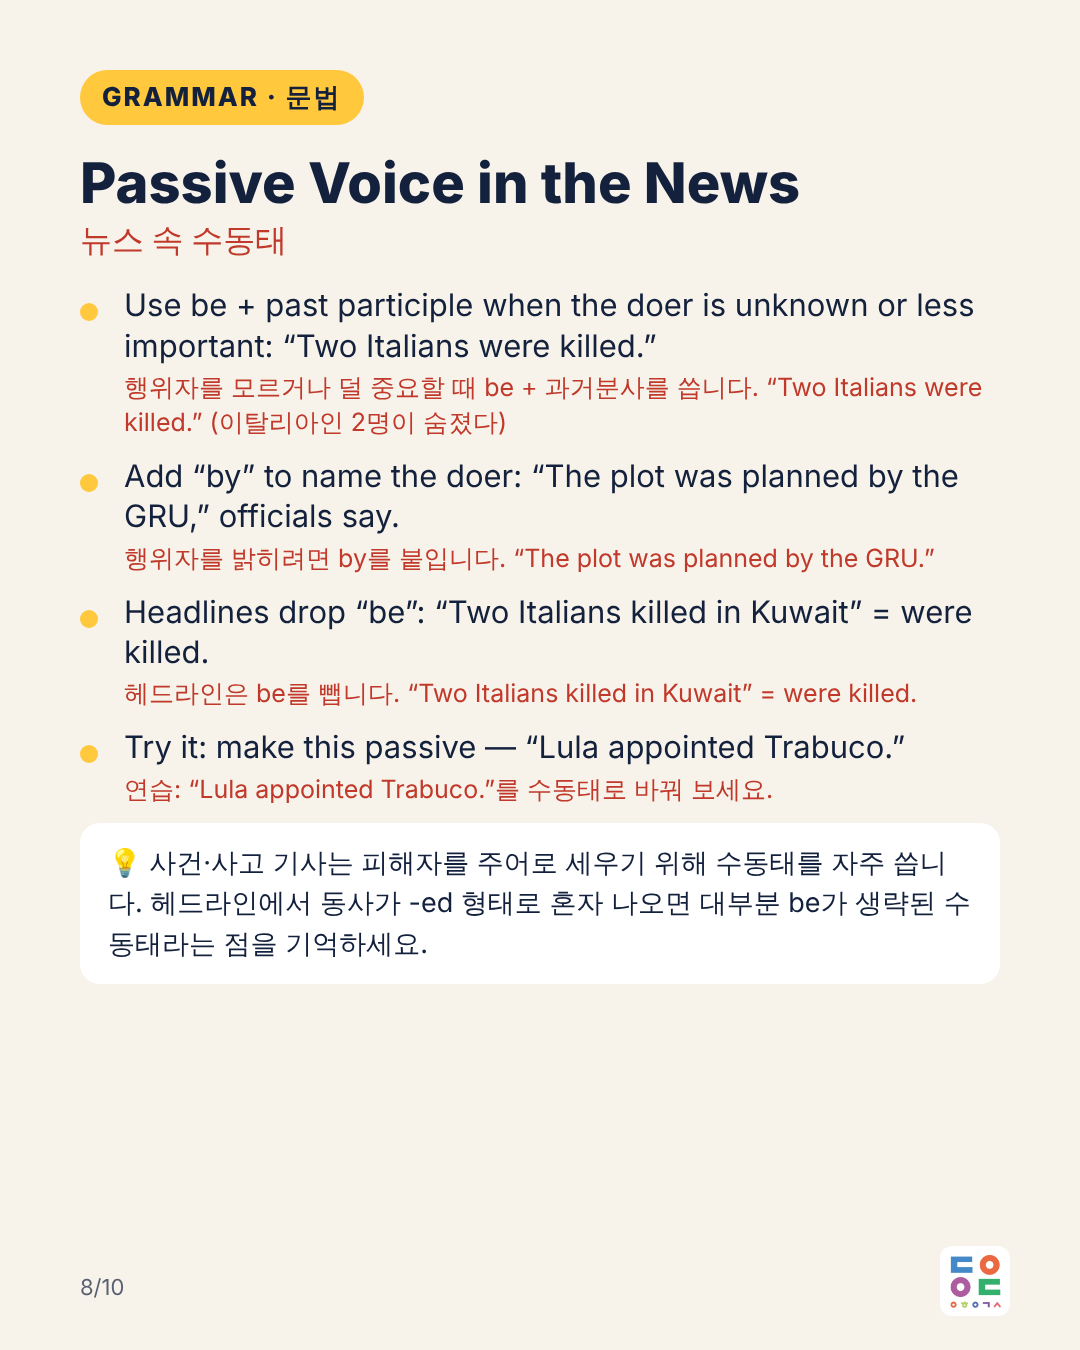 GRAMMAR · 문법
Passive Voice in the News
뉴스 속 수동태
Use be + past participle when the doer is unknown or less
important: “Two Italians were killed.”
행위자를 모르거나 덜 중요할 때 be + 과거분사를 씁니다. “Two Italians were
killed.” (이탈리아인 2명이 숨졌다)
Add “by” to name the doer: “The plot was planned by the
GRU,” officials say.
행위자를 밝히려면 by를 붙입니다. “The plot was planned by the GRU.”
Headlines drop “be”: “Two Italians killed in Kuwait” = were
killed.
헤드라인은 be를 뺍니다. “Two Italians killed in Kuwait” = were killed.
Try it: make this passive — “Lula appointed Trabuco.”
연습: “Lula appointed Trabuco.”를 수동태로 바꿔 보세요.
💡 사건·사고 기사는 피해자를 주어로 세우기 위해 수동태를 자주 씁니
다. 헤드라인에서 동사가 -ed 형태로 혼자 나오면 대부분 be가 생략된 수
동태라는 점을 기억하세요.
8/10
ㄷㅇ
ㅇㄷ
ㅇㅎㅇㄱㅅ